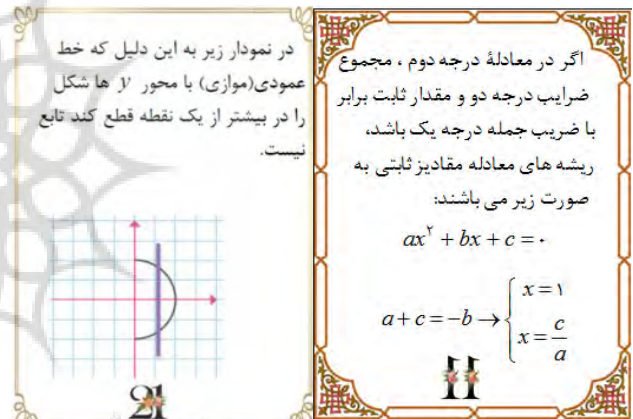 اگر در معادلهٔ درجه دوم ، مجموع
ضرایب درجه دو و مقدار ثابت برابر
با ضریب جمله درجه یک باشد،
ریشه های معادله مقادیز ثابتی به
صورت زیر می باشند:
ax² + bx + c = ۰
a + c = −b → { x = ۱
x = c/a
11
در نمودار زیر به این دلیل که خط
عمودی(موازی) با محور y ها شکل
را در بیشتر از یک نقطه قطع کند تابع
نیست.
21